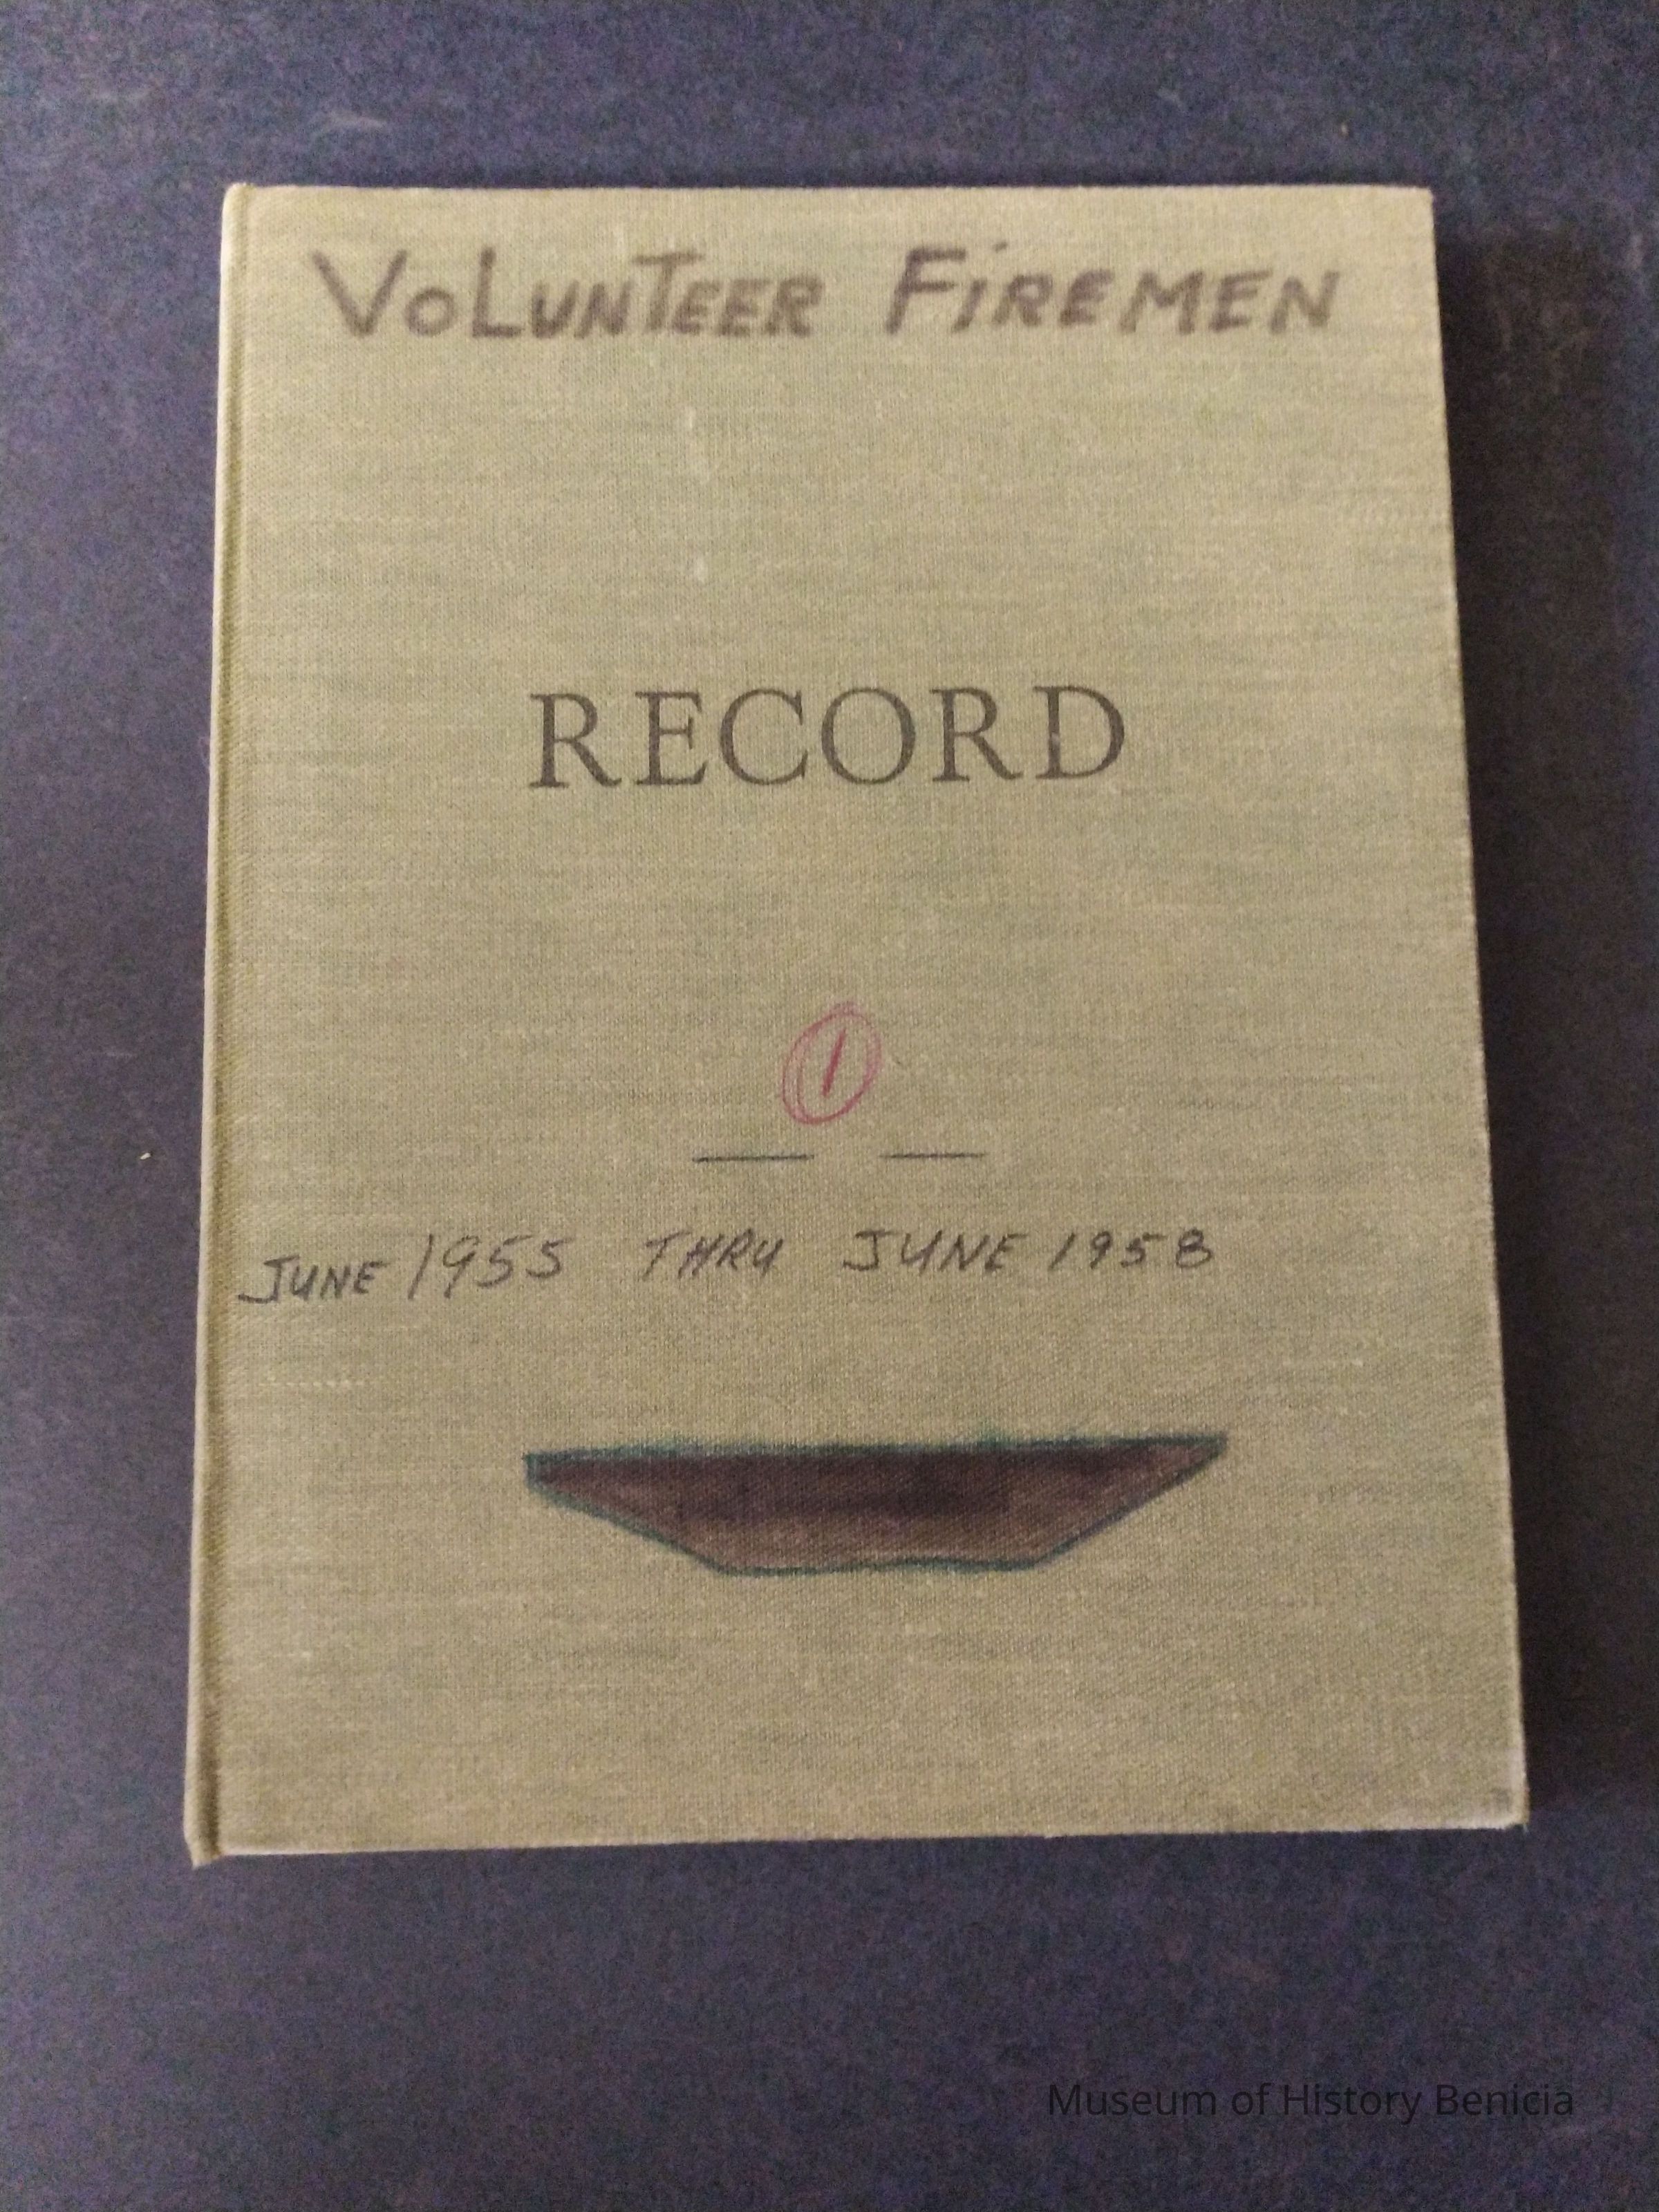 VOLUNTEER FiREMEN
RECORD
1
JUNE 1955 THRU JUNE 1958
Museum of History Benicia